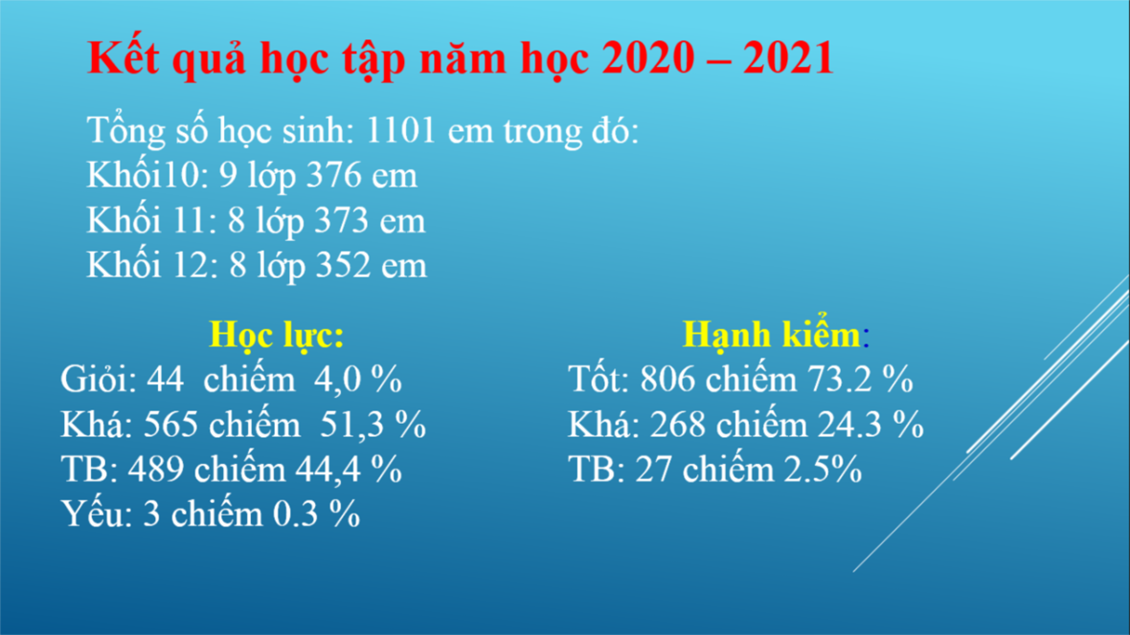 Kết quả học tập năm học 2020 – 2021
Tổng số học sinh: 1101 em trong đó:
Khối10: 9 lớp 376 em
Khối 11: 8 lớp 373 em
Khối 12: 8 lớp 352 em
Học lực:
Giỏi: 44 chiếm 4,0 %
Khá: 565 chiếm 51,3 %
TB: 489 chiếm 44,4 %
Yếu: 3 chiếm 0.3 %
Hạnh kiểm:
Tốt: 806 chiếm 73.2 %
Khá: 268 chiếm 24.3 %
TB: 27 chiếm 2.5%